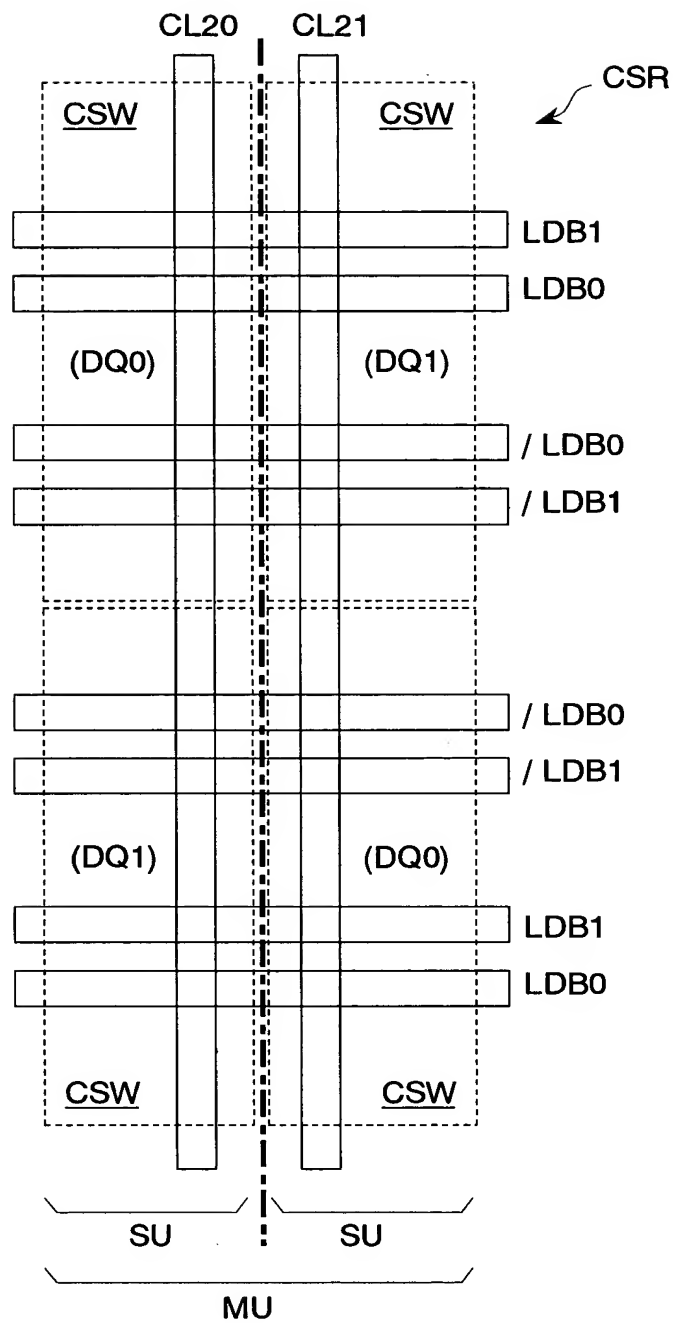 CL20 CL21
CSR
CSW CSW
LDB1
LDB0
(DQ0) (DQ1)
/ LDB0
/ LDB1
/ LDB0
/ LDB1
(DQ1) (DQ0)
LDB1
LDB0
CSW CSW
SU SU
MU